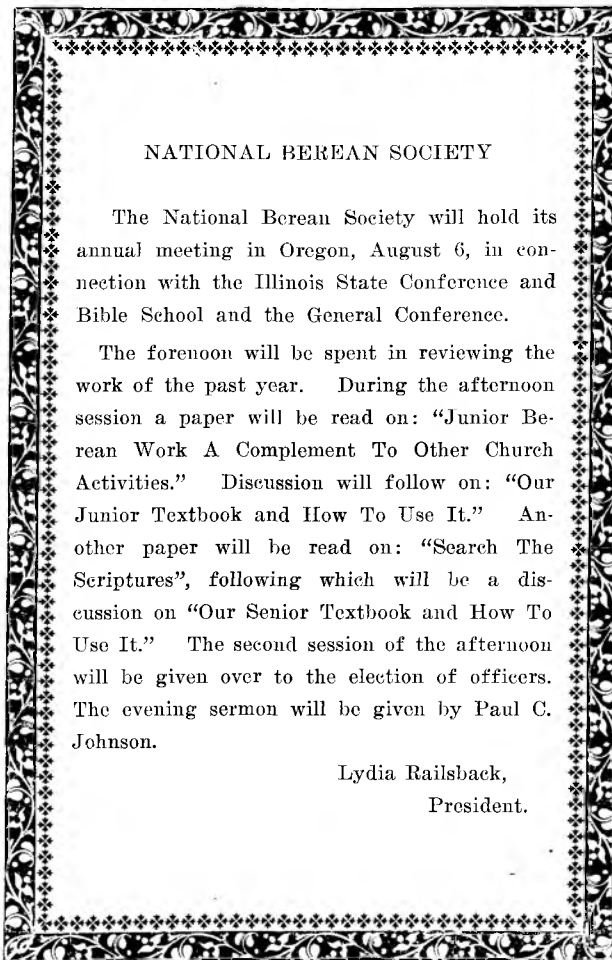 NATIONAL BEREAN SOCIETY
The National Berean Society will hold its
annual meeting in Oregon, August 6, in con-
nection with the Illinois State Conference and
Bible School and the General Conference.
The forenoon will be spent in reviewing the
work of the past year. During the afternoon
session a paper will be read on: “Junior Be-
rean Work A Complement To Other Church
Activities.” Discussion will follow on: “Our
Junior Textbook and How To Use It.” An-
other paper will be read on: “Search The
Scriptures”, following which will be a dis-
cussion on “Our Senior Textbook and How To
Use It.” The second session of the afternoon
will be given over to the election of officers.
The evening sermon will be given by Paul C.
Johnson.
Lydia Railsback,
President.